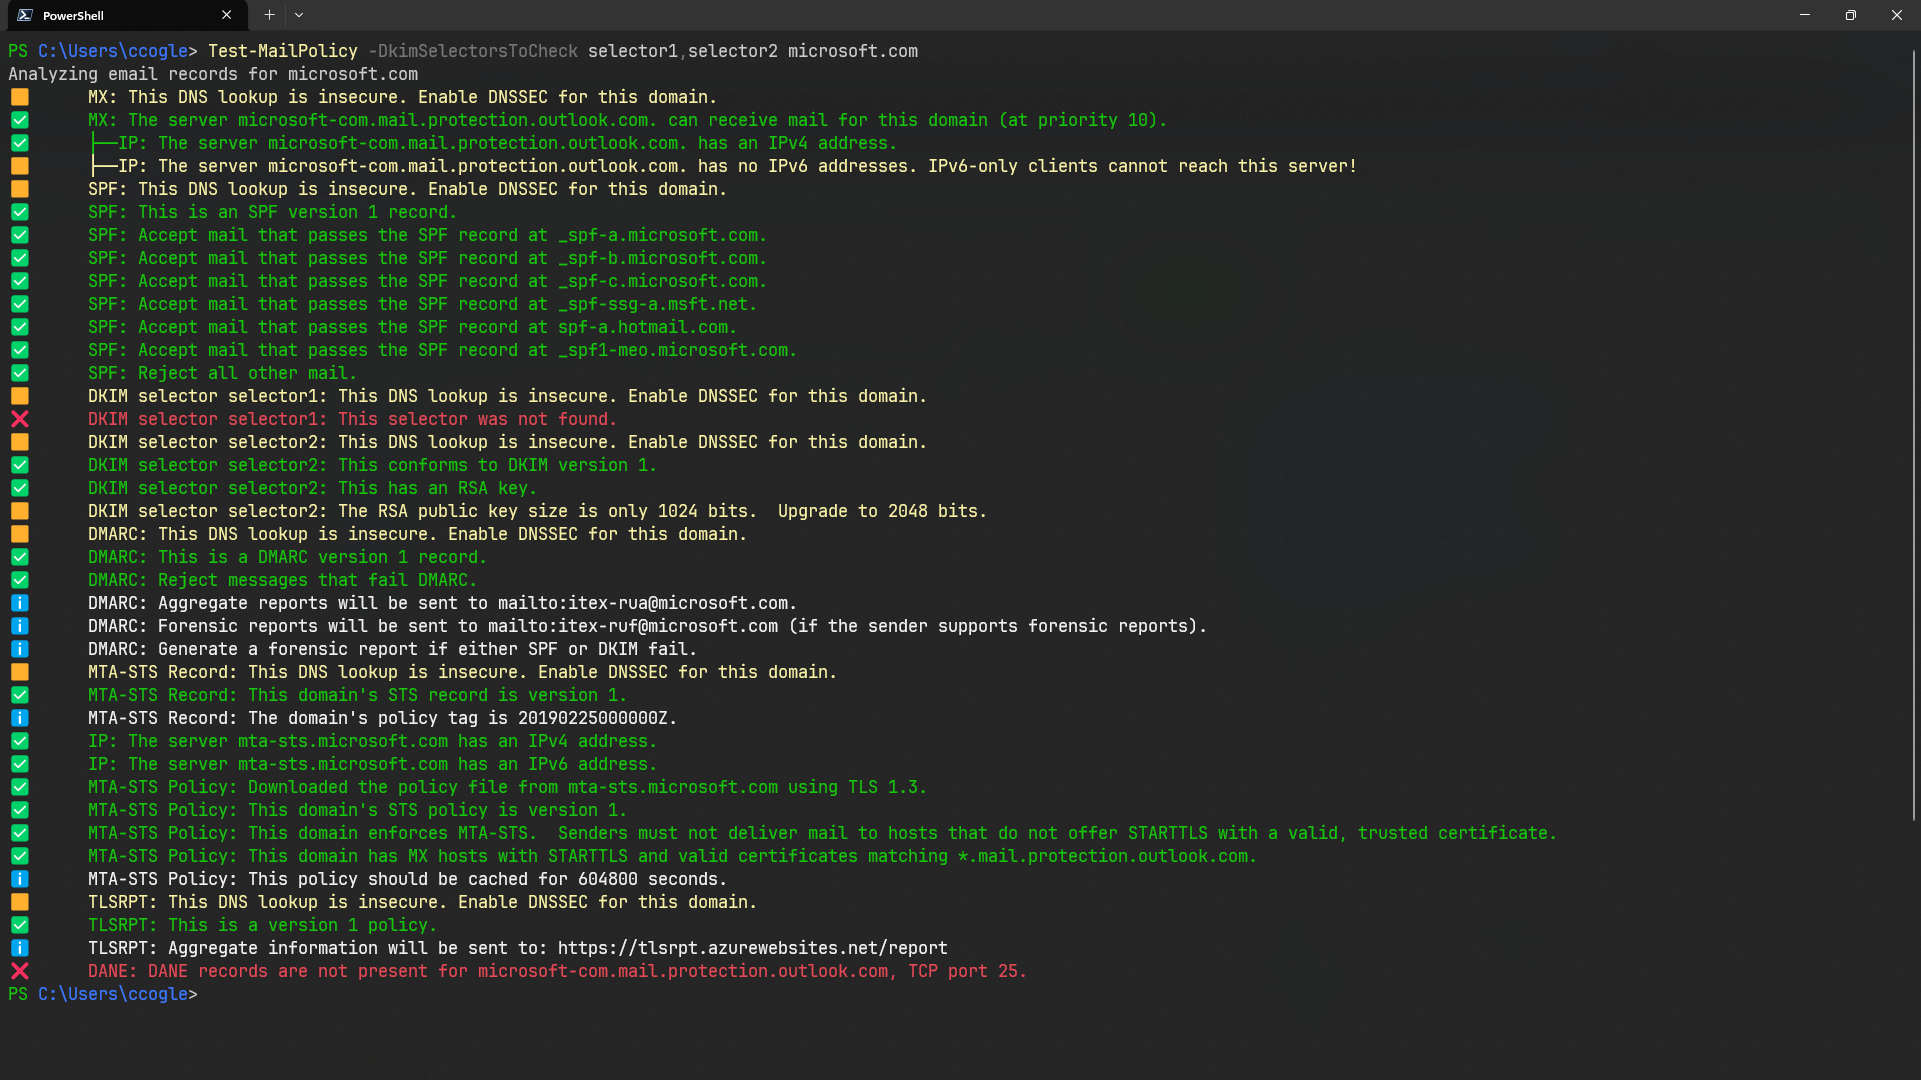 PowerShell
PS C:\Users\ccogle> Test-MailPolicy -DkimSelectorsToCheck selector1,selector2 microsoft.com
Analyzing email records for microsoft.com
MX: This DNS lookup is insecure. Enable DNSSEC for this domain.
MX: The server microsoft-com.mail.protection.outlook.com. can receive mail for this domain (at priority 10).
├──IP: The server microsoft-com.mail.protection.outlook.com. has an IPv4 address.
├──IP: The server microsoft-com.mail.protection.outlook.com. has no IPv6 addresses. IPv6-only clients cannot reach this server!
SPF: This DNS lookup is insecure. Enable DNSSEC for this domain.
SPF: This is an SPF version 1 record.
SPF: Accept mail that passes the SPF record at _spf-a.microsoft.com.
SPF: Accept mail that passes the SPF record at _spf-b.microsoft.com.
SPF: Accept mail that passes the SPF record at _spf-c.microsoft.com.
SPF: Accept mail that passes the SPF record at _spf-ssg-a.msft.net.
SPF: Accept mail that passes the SPF record at spf-a.hotmail.com.
SPF: Accept mail that passes the SPF record at _spf1-meo.microsoft.com.
SPF: Reject all other mail.
DKIM selector selector1: This DNS lookup is insecure. Enable DNSSEC for this domain.
DKIM selector selector1: This selector was not found.
DKIM selector selector2: This DNS lookup is insecure. Enable DNSSEC for this domain.
DKIM selector selector2: This conforms to DKIM version 1.
DKIM selector selector2: This has an RSA key.
DKIM selector selector2: The RSA public key size is only 1024 bits.  Upgrade to 2048 bits.
DMARC: This DNS lookup is insecure. Enable DNSSEC for this domain.
DMARC: This is a DMARC version 1 record.
DMARC: Reject messages that fail DMARC.
DMARC: Aggregate reports will be sent to mailto:itex-rua@microsoft.com.
DMARC: Forensic reports will be sent to mailto:itex-ruf@microsoft.com (if the sender supports forensic reports).
DMARC: Generate a forensic report if either SPF or DKIM fail.
MTA-STS Record: This DNS lookup is insecure. Enable DNSSEC for this domain.
MTA-STS Record: This domain's STS record is version 1.
MTA-STS Record: The domain's policy tag is 20190225000000Z.
IP: The server mta-sts.microsoft.com has an IPv4 address.
IP: The server mta-sts.microsoft.com has an IPv6 address.
MTA-STS Policy: Downloaded the policy file from mta-sts.microsoft.com using TLS 1.3.
MTA-STS Policy: This domain's STS policy is version 1.
MTA-STS Policy: This domain enforces MTA-STS.  Senders must not deliver mail to hosts that do not offer STARTTLS with a valid, trusted certificate.
MTA-STS Policy: This domain has MX hosts with STARTTLS and valid certificates matching *.mail.protection.outlook.com.
MTA-STS Policy: This policy should be cached for 604800 seconds.
TLSRPT: This DNS lookup is insecure. Enable DNSSEC for this domain.
TLSRPT: This is a version 1 policy.
TLSRPT: Aggregate information will be sent to: https://tlsrpt.azurewebsites.net/report
DANE: DANE records are not present for microsoft-com.mail.protection.outlook.com, TCP port 25.
PS C:\Users\ccogle>